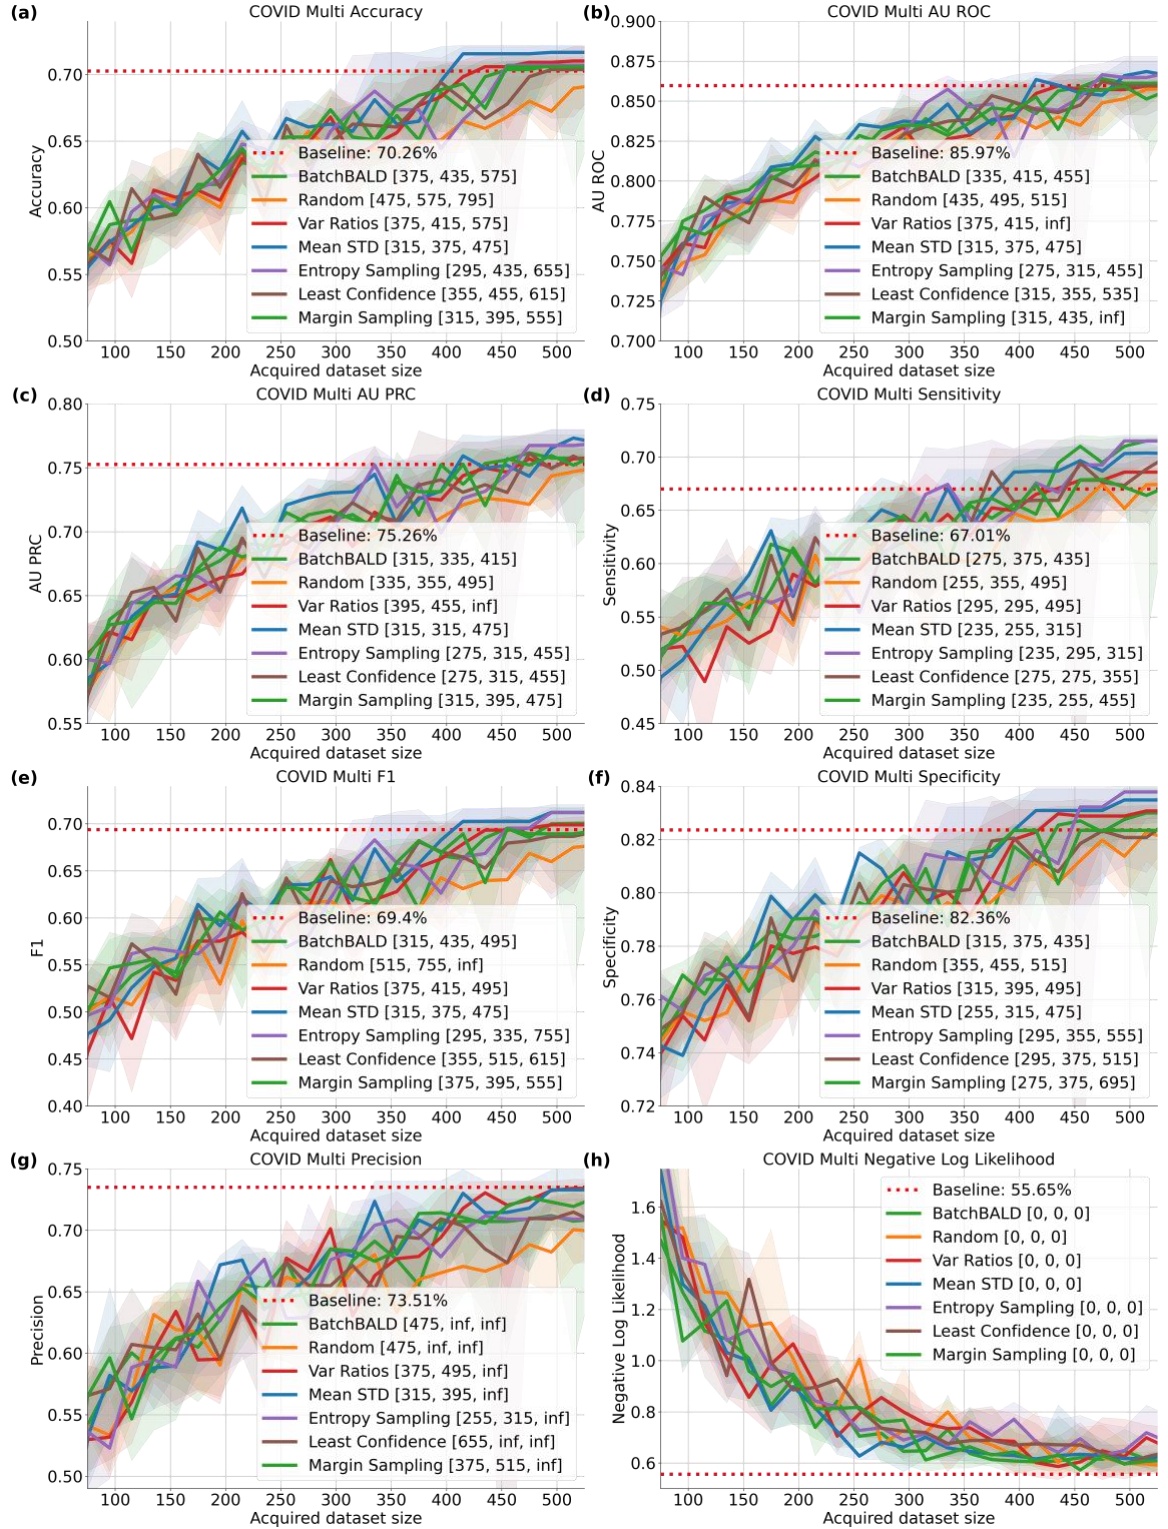 (a)
COVID Multi Accuracy
Accuracy
0.70
0.65
0.60
0.55
0.50
Baseline: 70.26%
BatchBALD [375, 435, 575]
Random [475, 575, 795]
Var Ratios [375, 415, 575]
Mean STD [315, 375, 475]
Entropy Sampling [295, 435, 655]
Least Confidence [355, 455, 615]
Margin Sampling [315, 395, 555]
100 150 200 250 300 350 400 450 500
Acquired dataset size
(b)
COVID Multi AU ROC
AU ROC
0.900
0.875
0.850
0.825
0.800
0.775
0.750
0.725
0.700
Baseline: 85.97%
BatchBALD [335, 415, 455]
Random [435, 495, 515]
Var Ratios [375, 415, inf]
Mean STD [315, 375, 475]
Entropy Sampling [275, 315, 455]
Least Confidence [315, 355, 535]
Margin Sampling [315, 435, inf]
100 150 200 250 300 350 400 450 500
Acquired dataset size
(c)
COVID Multi AU PRC
AU PRC
0.80
0.75
0.70
0.65
0.60
0.55
Baseline: 75.26%
BatchBALD [315, 335, 415]
Random [335, 355, 495]
Var Ratios [395, 455, inf]
Mean STD [315, 315, 475]
Entropy Sampling [275, 315, 455]
Least Confidence [275, 315, 455]
Margin Sampling [315, 395, 475]
100 150 200 250 300 350 400 450 500
Acquired dataset size
(d)
COVID Multi Sensitivity
Sensitivity
0.75
0.70
0.65
0.60
0.55
0.50
0.45
Baseline: 67.01%
BatchBALD [275, 375, 435]
Random [255, 355, 495]
Var Ratios [295, 295, 495]
Mean STD [235, 255, 315]
Entropy Sampling [235, 295, 315]
Least Confidence [275, 275, 355]
Margin Sampling [235, 255, 455]
100 150 200 250 300 350 400 450 500
Acquired dataset size
(e)
COVID Multi F1
F1
0.70
0.65
0.60
0.55
0.50
0.45
0.40
Baseline: 69.4%
BatchBALD [315, 435, 495]
Random [515, 755, inf]
Var Ratios [375, 415, 495]
Mean STD [315, 375, 475]
Entropy Sampling [295, 335, 755]
Least Confidence [355, 515, 615]
Margin Sampling [375, 395, 555]
100 150 200 250 300 350 400 450 500
Acquired dataset size
(f)
COVID Multi Specificity
Specificity
0.84
0.82
0.80
0.78
0.76
0.74
0.72
Baseline: 82.36%
BatchBALD [315, 375, 435]
Random [355, 455, 515]
Var Ratios [315, 395, 495]
Mean STD [255, 315, 475]
Entropy Sampling [295, 355, 555]
Least Confidence [295, 375, 515]
Margin Sampling [275, 375, 695]
100 150 200 250 300 350 400 450 500
Acquired dataset size
(g)
COVID Multi Precision
Precision
0.75
0.70
0.65
0.60
0.55
0.50
Baseline: 73.51%
BatchBALD [475, inf, inf]
Random [475, inf, inf]
Var Ratios [375, 495, inf]
Mean STD [315, 395, inf]
Entropy Sampling [255, 315, inf]
Least Confidence [655, inf, inf]
Margin Sampling [375, 515, inf]
100 150 200 250 300 350 400 450 500
Acquired dataset size
(h)
COVID Multi Negative Log Likelihood
Negative Log Likelihood
1.6
1.4
1.2
1.0
0.8
0.6
Baseline: 55.65%
BatchBALD [0, 0, 0]
Random [0, 0, 0]
Var Ratios [0, 0, 0]
Mean STD [0, 0, 0]
Entropy Sampling [0, 0, 0]
Least Confidence [0, 0, 0]
Margin Sampling [0, 0, 0]
100 150 200 250 300 350 400 450 500
Acquired dataset size